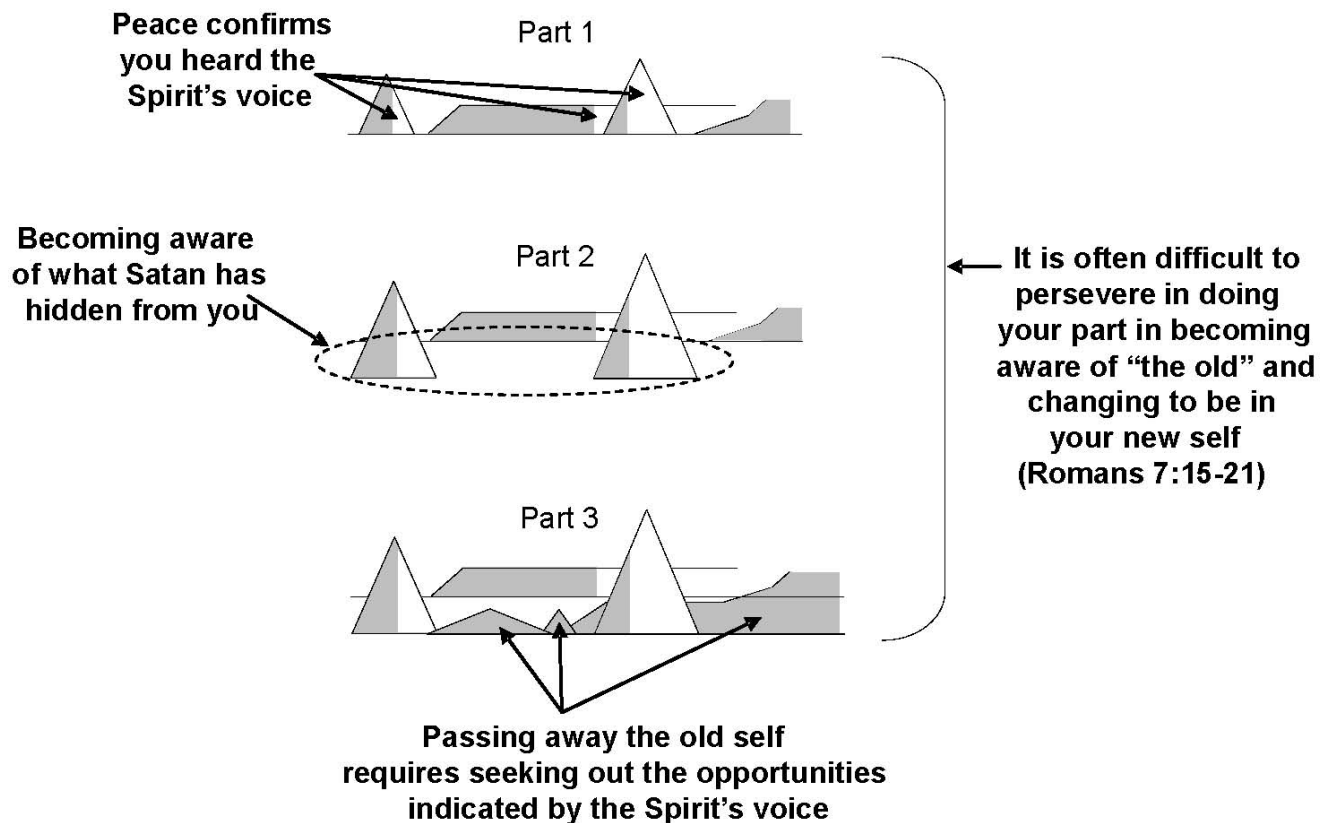 Peace confirms
you heard the
Spirit's voice
Part 1
Becoming aware
of what Satan has
hidden from you
Part 2
It is often difficult to
persevere in doing
your part in becoming
aware of “the old” and
changing to be in
your new self
(Romans 7:15-21)
Part 3
Passing away the old self
requires seeking out the opportunities
indicated by the Spirit's voice